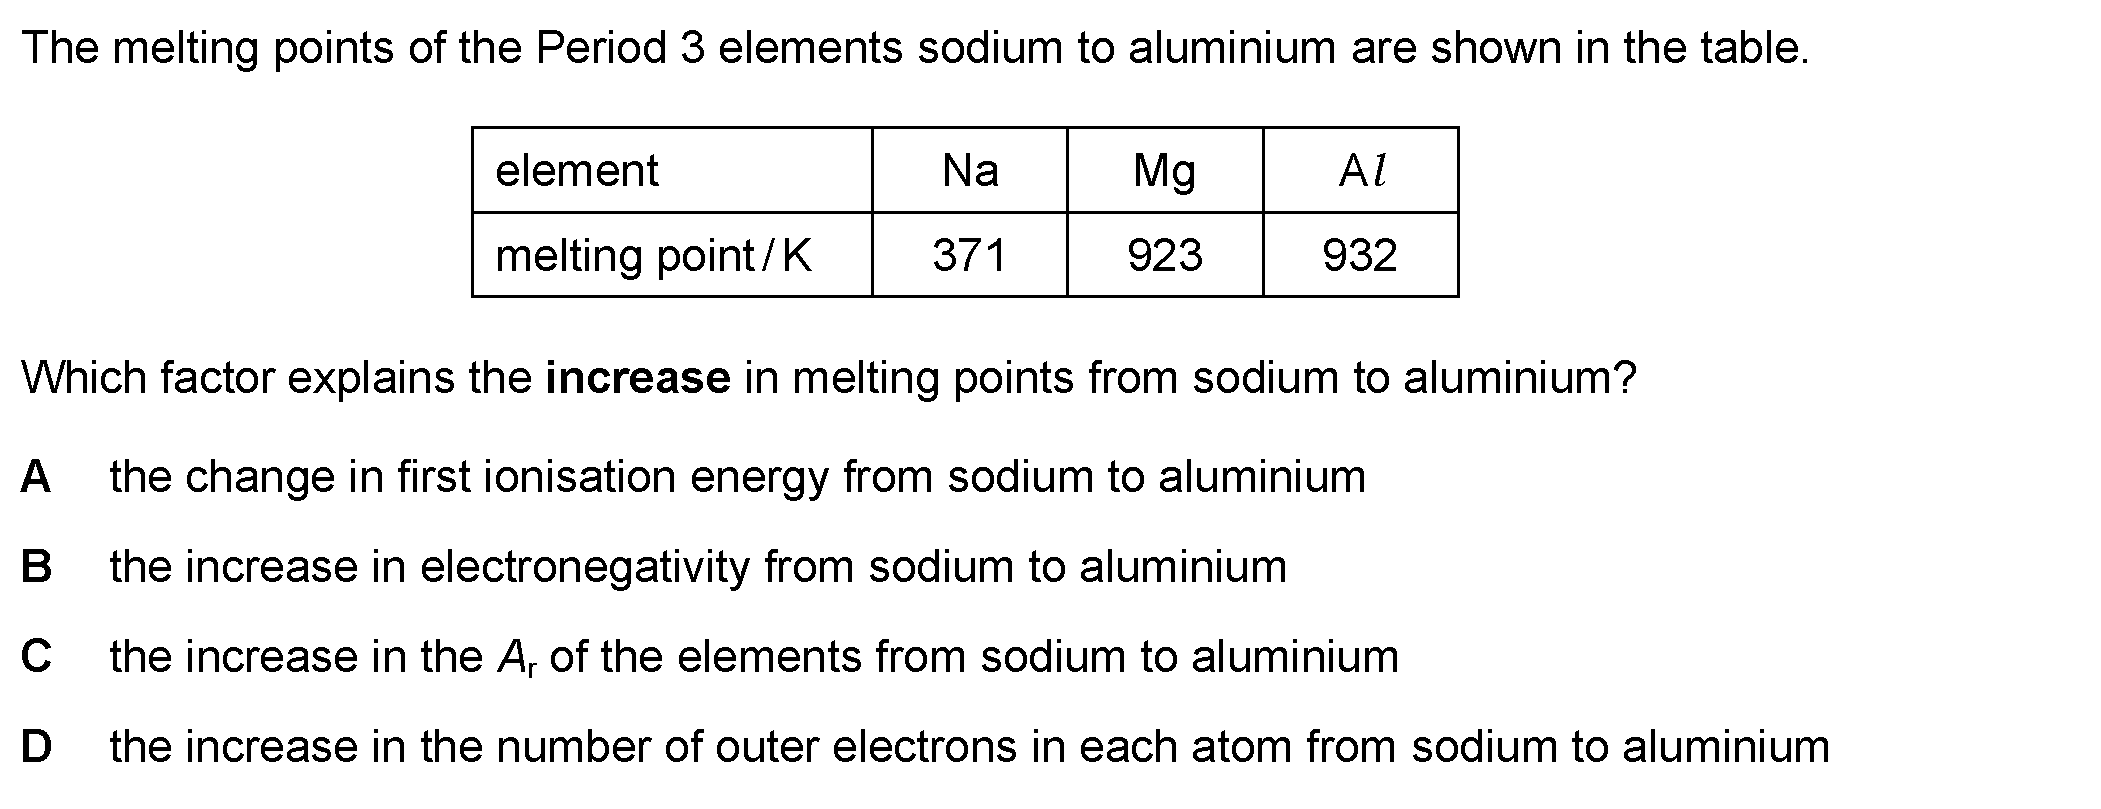 The melting points of the Period 3 elements sodium to aluminium are shown in the table.
element Na Mg Al
melting point / K 371 923 932
Which factor explains the increase in melting points from sodium to aluminium?
A the change in first ionisation energy from sodium to aluminium
B the increase in electronegativity from sodium to aluminium
C the increase in the Ar of the elements from sodium to aluminium
D the increase in the number of outer electrons in each atom from sodium to aluminium